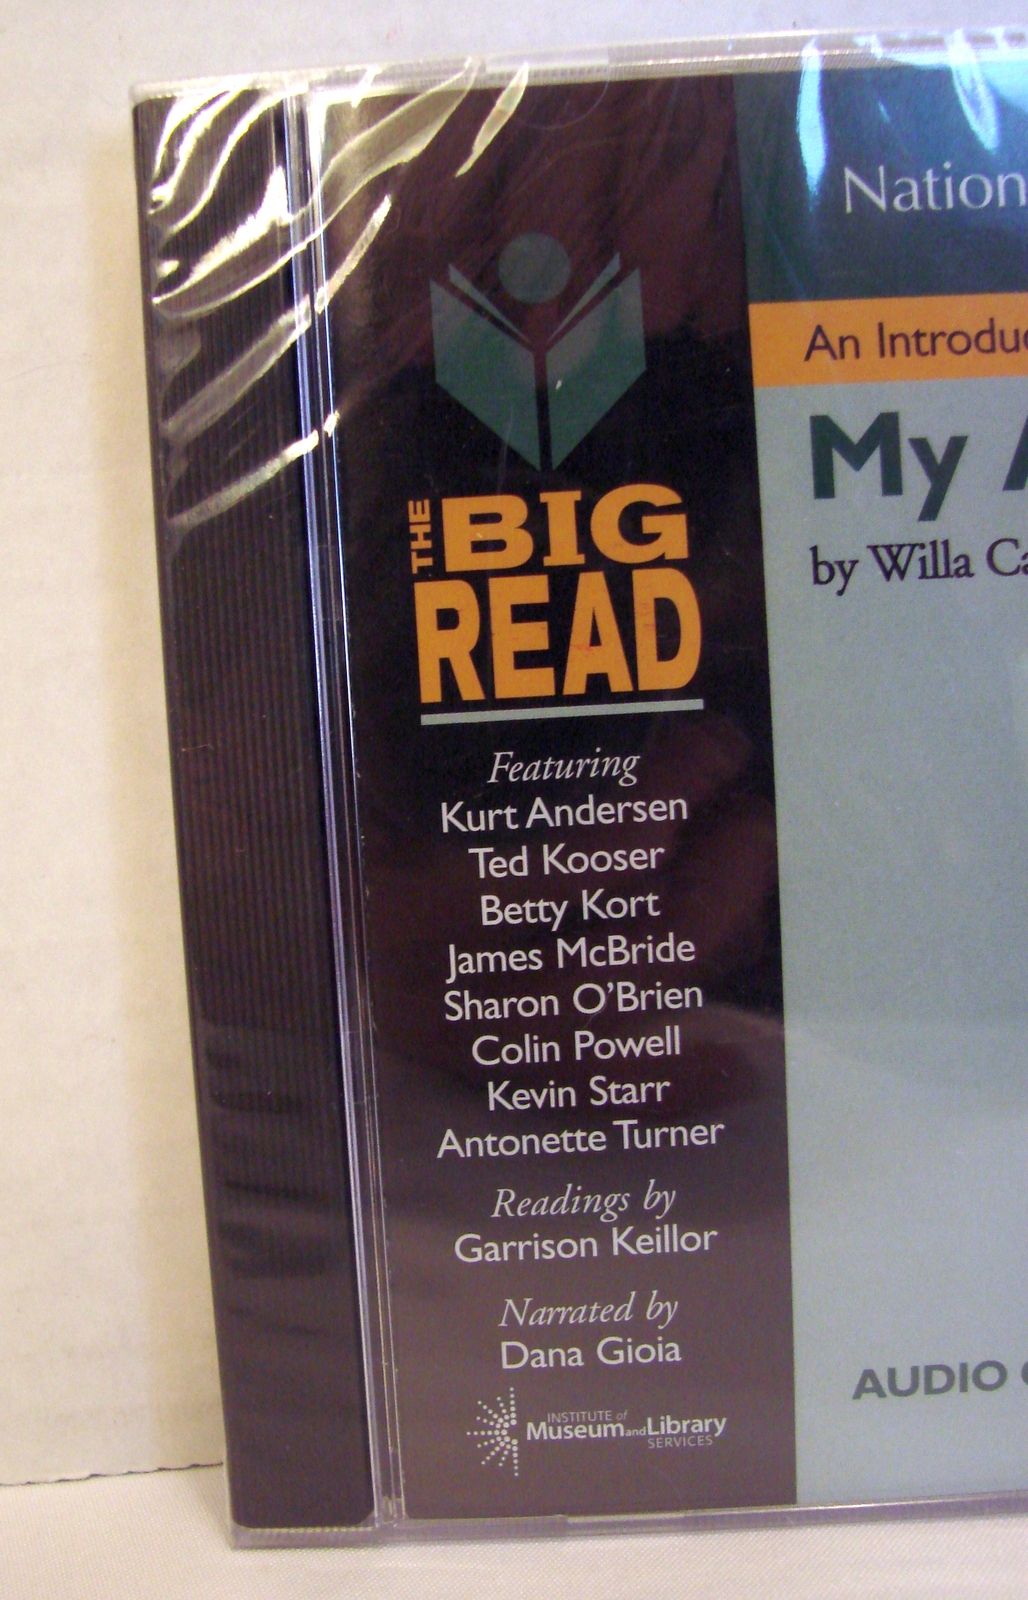 THE
BIG
READ
Featuring
Kurt Andersen
Ted Kooser
Betty Kort
James McBride
Sharon O'Brien
Colin Powell
Kevin Starr
Antonette Turner
Readings by
Garrison Keillor
Narrated by
Dana Gioia
INSTITUTE of
Museum and Library
SERVICES
Nation
An Introduc
My A
by Willa Ca
AUDIO